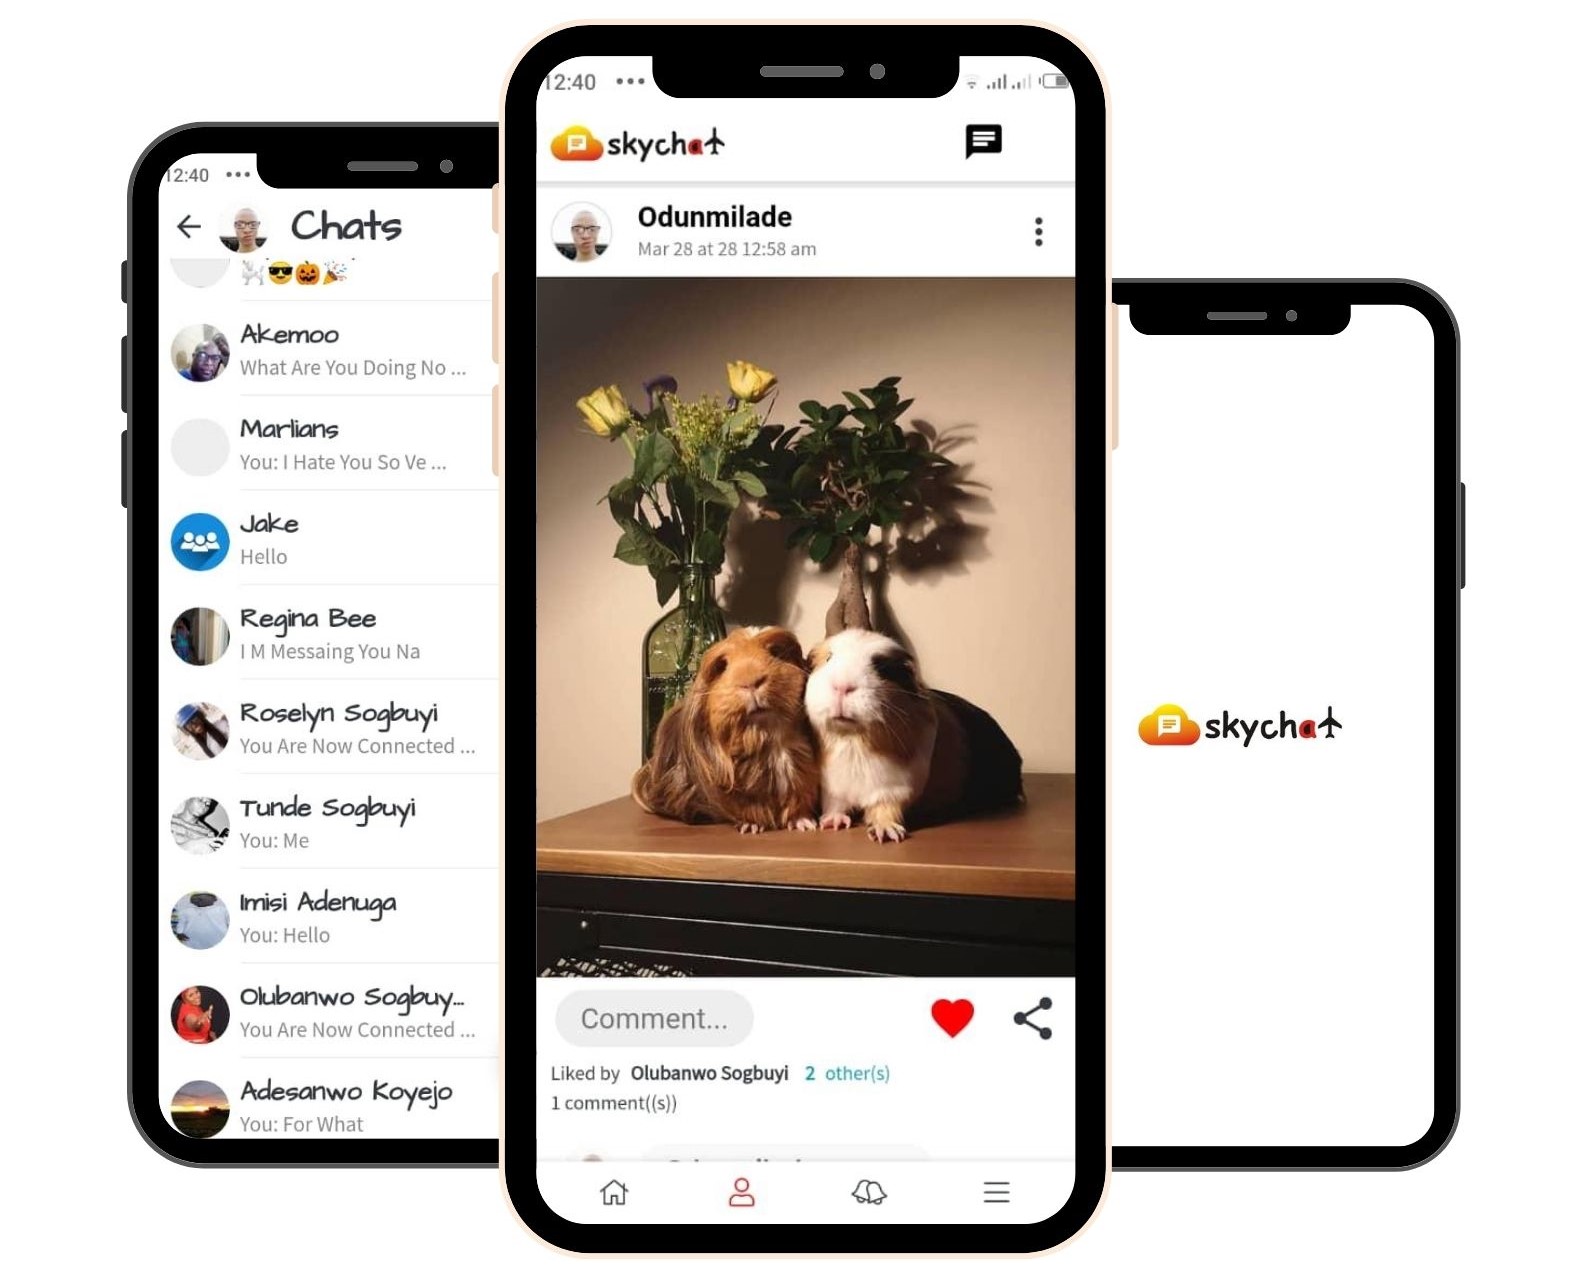 12:40
Chats
Akemoo
What Are You Doing No ...
Marlians
You: I Hate You So Ve ...
Jake
Hello
Regina Bee
I M Messaing You Na
Roselyn Sogbuyi
You Are Now Connected ...
Tunde Sogbuyi
You: Me
Imisi Adenuga
You: Hello
Olubanwo Sogbuy...
You Are Now Connected ...
Adesanwo Koyejo
You: For What
12:40
skychat
Odunmilade
Mar 28 at 28 12:58 am
Comment...
Liked by Olubanwo Sogbuyi 2 other(s)
1 comment((s))
skychat